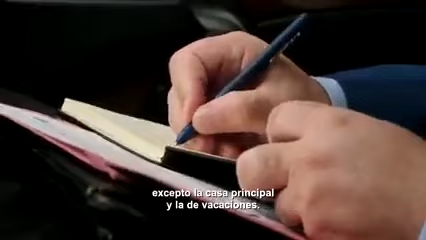 excepto la casa principal
y la de vacaciones.